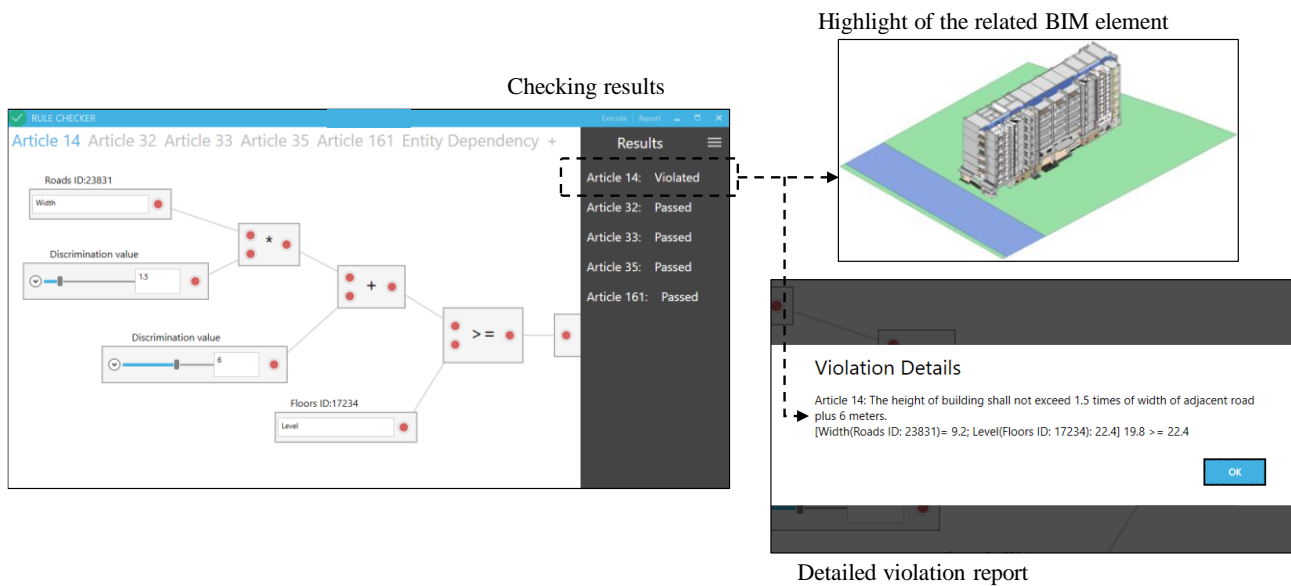 Highlight of the related BIM element
Checking results
RULE CHECKER
Execute | Report
Article 14 Article 32 Article 33 Article 35 Article 161 Entity Dependency +
Results
Article 14: Violated
Article 32: Passed
Article 33: Passed
Article 35: Passed
Article 161: Passed
Roads ID:23831
Width
*
Discrimination value
1.5
+
Discrimination value
6
>=
Floors ID:17234
Level
Violation Details
Article 14: The height of building shall not exceed 1.5 times of width of adjacent road
plus 6 meters.
[Width(Roads ID: 23831)= 9.2; Level(Floors ID: 17234): 22.4] 19.8 >= 22.4
OK
Detailed violation report